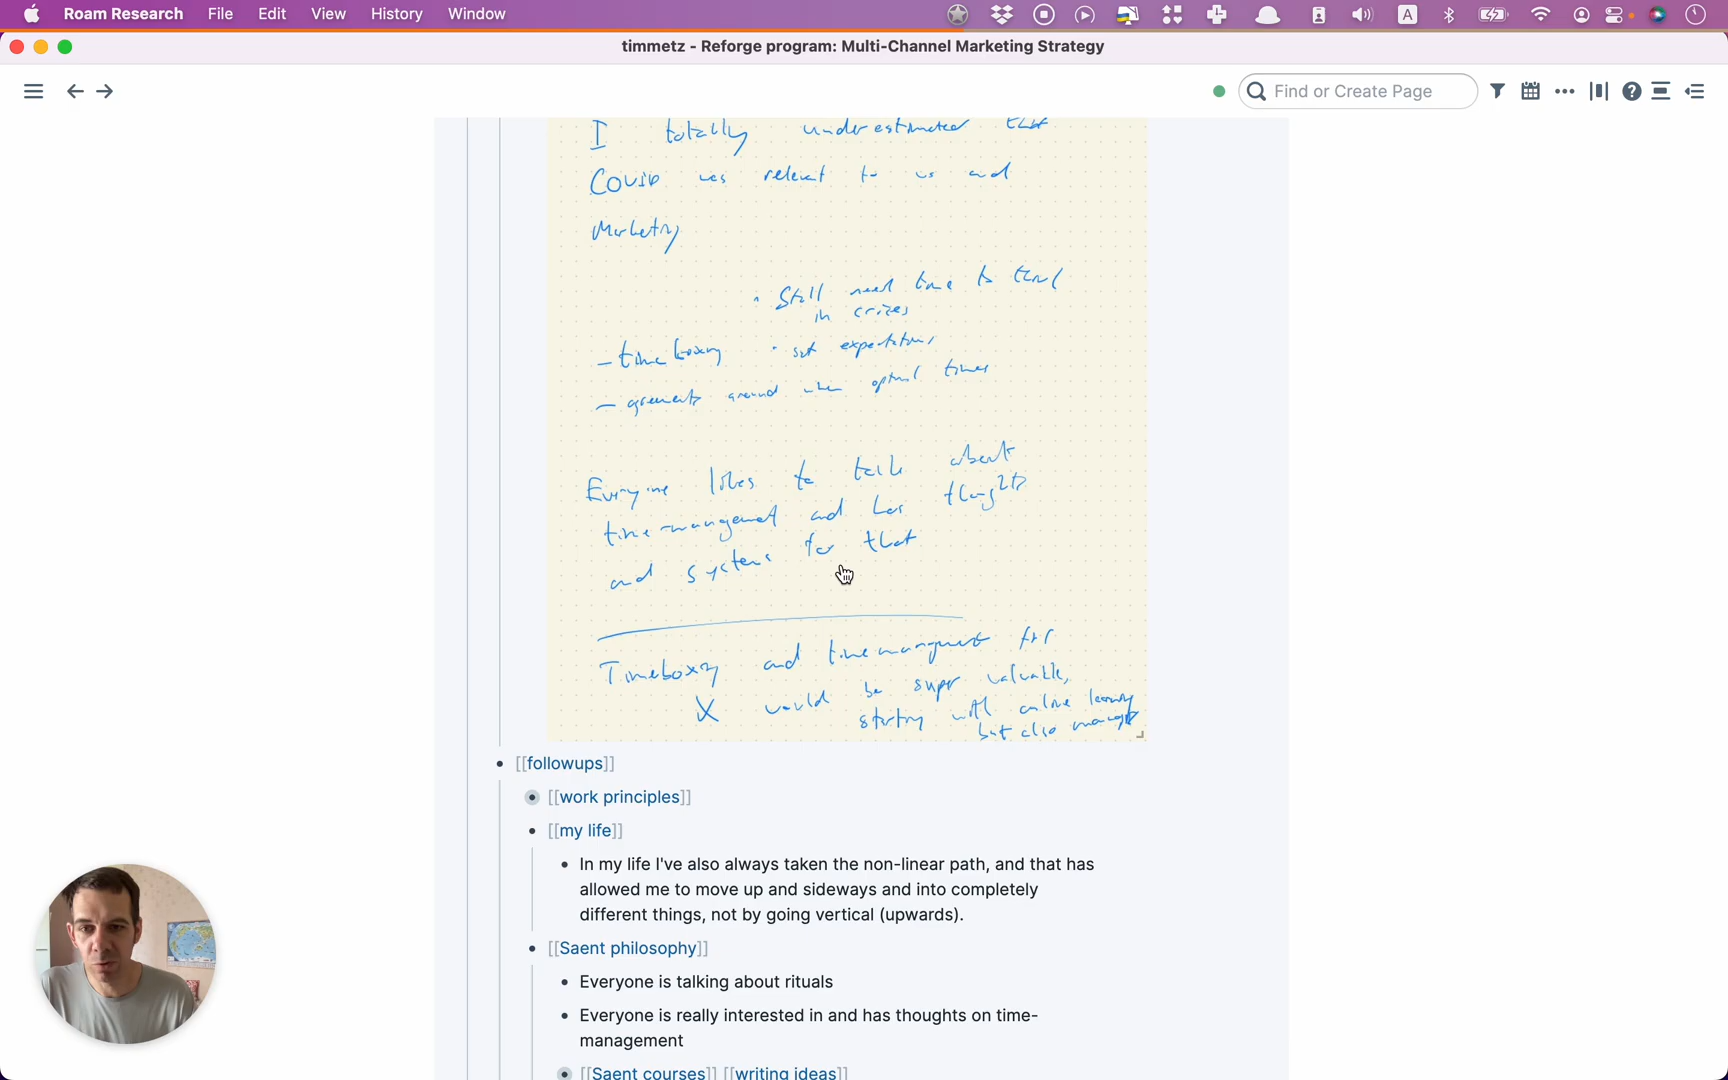 Roam Research File Edit View History Window
A
timmetz - Reforge program: Multi-Channel Marketing Strategy
Find or Create Page
I totally underestimated that
COVID was relevant to us and
Marketing
• Still need time to
in crises
- timeboxing • set expectations
- agreements around when optimal times
Everyone likes to talk about
time-management and has thoughts
and systems for that
Timeboxing and time management for
X would be super valuable,
starting with online learning
but also
• [[followups]]
• [[work principles]]
• [[my life]]
• In my life I've also always taken the non-linear path, and that has
allowed me to move up and sideways and into completely
different things, not by going vertical (upwards).
• [[Saent philosophy]]
• Everyone is talking about rituals
• Everyone is really interested in and has thoughts on time-
management
• [[Saent courses]] [[writing ideas]]